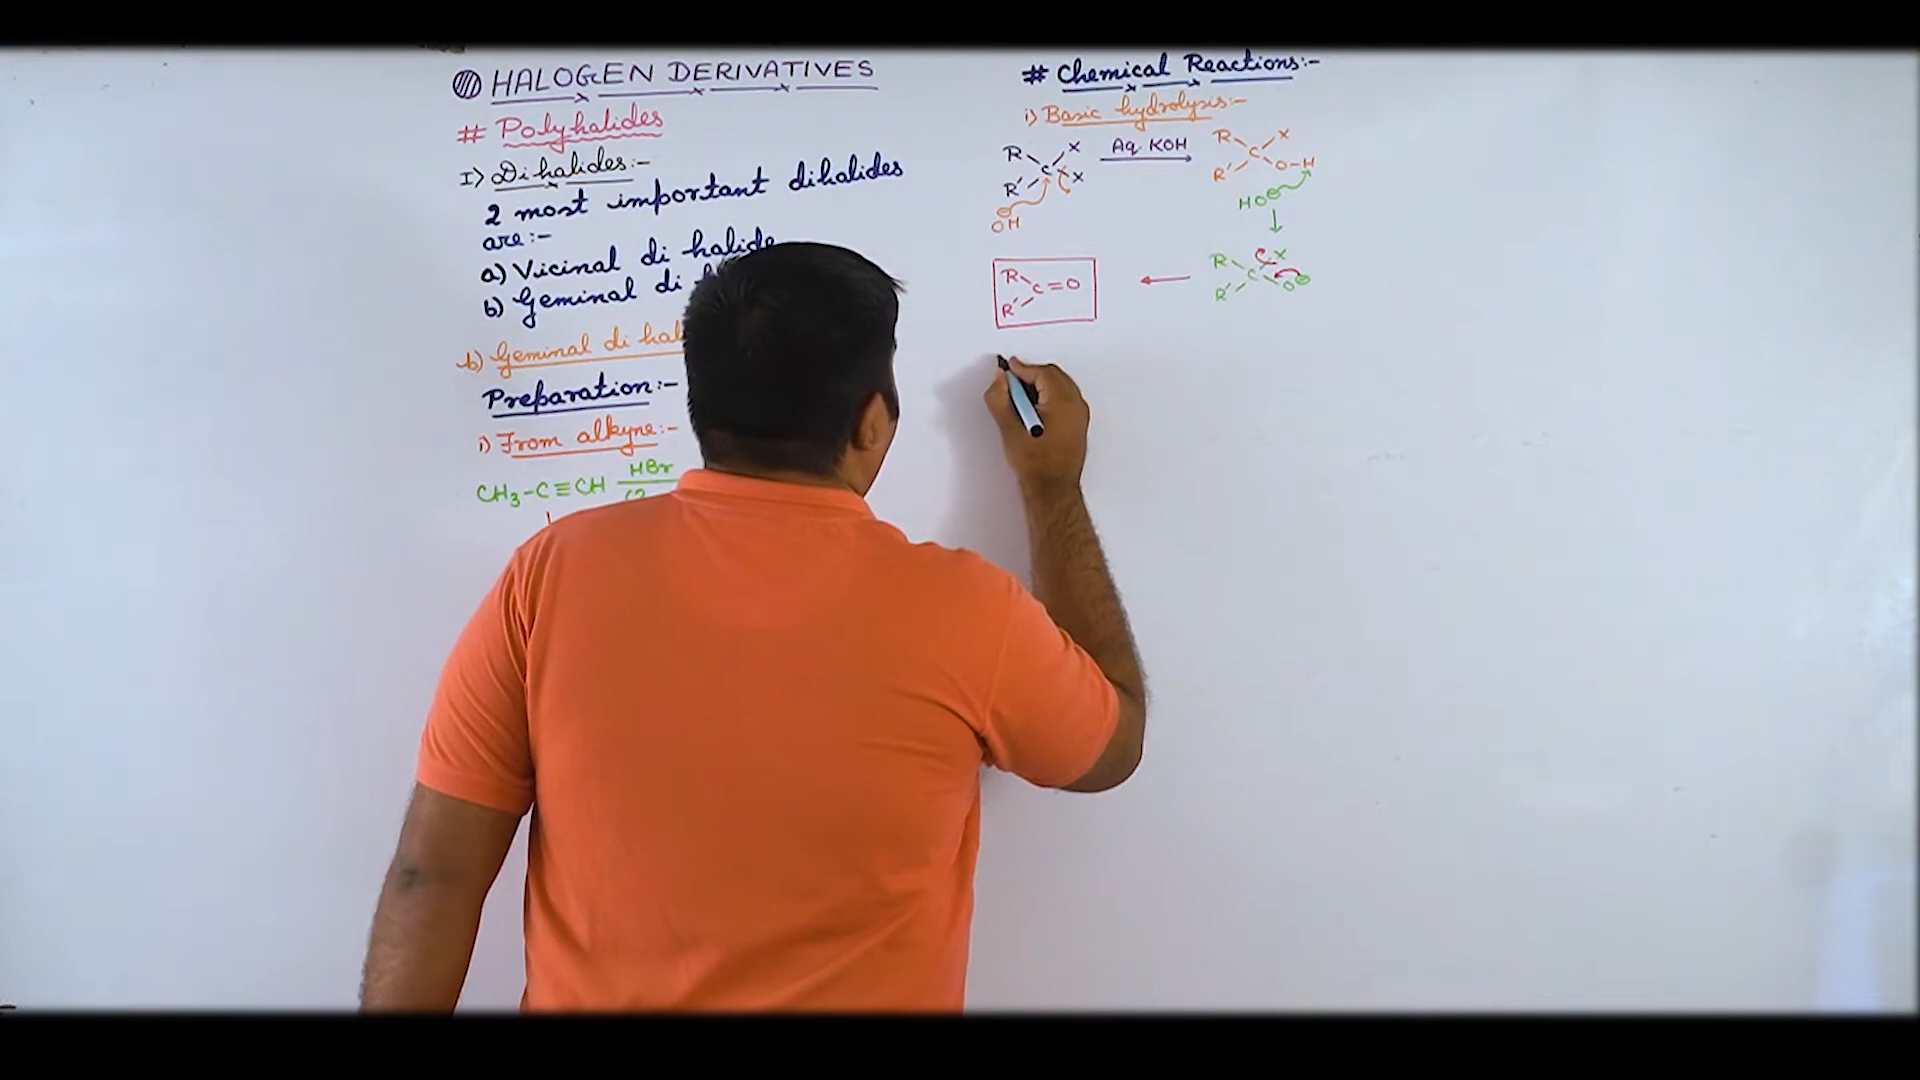 HALOGEN DERIVATIVES
# Polyhalides
I) Dihalides:-
2 most important dihalides
are:-
a) Vicinal di halide
b) Geminal di
b) Geminal di hal
Preparation:-
i) From alkyne:-
HBr
CH3-C≡CH
# Chemical Reactions:-
i) Basic hydrolysis:-
R X
C
R' X
OH
Aq. KOH
R X
C
R' O-H
HO⊖
↓
R X
C
R' O⊖
←
R
C=O
R'